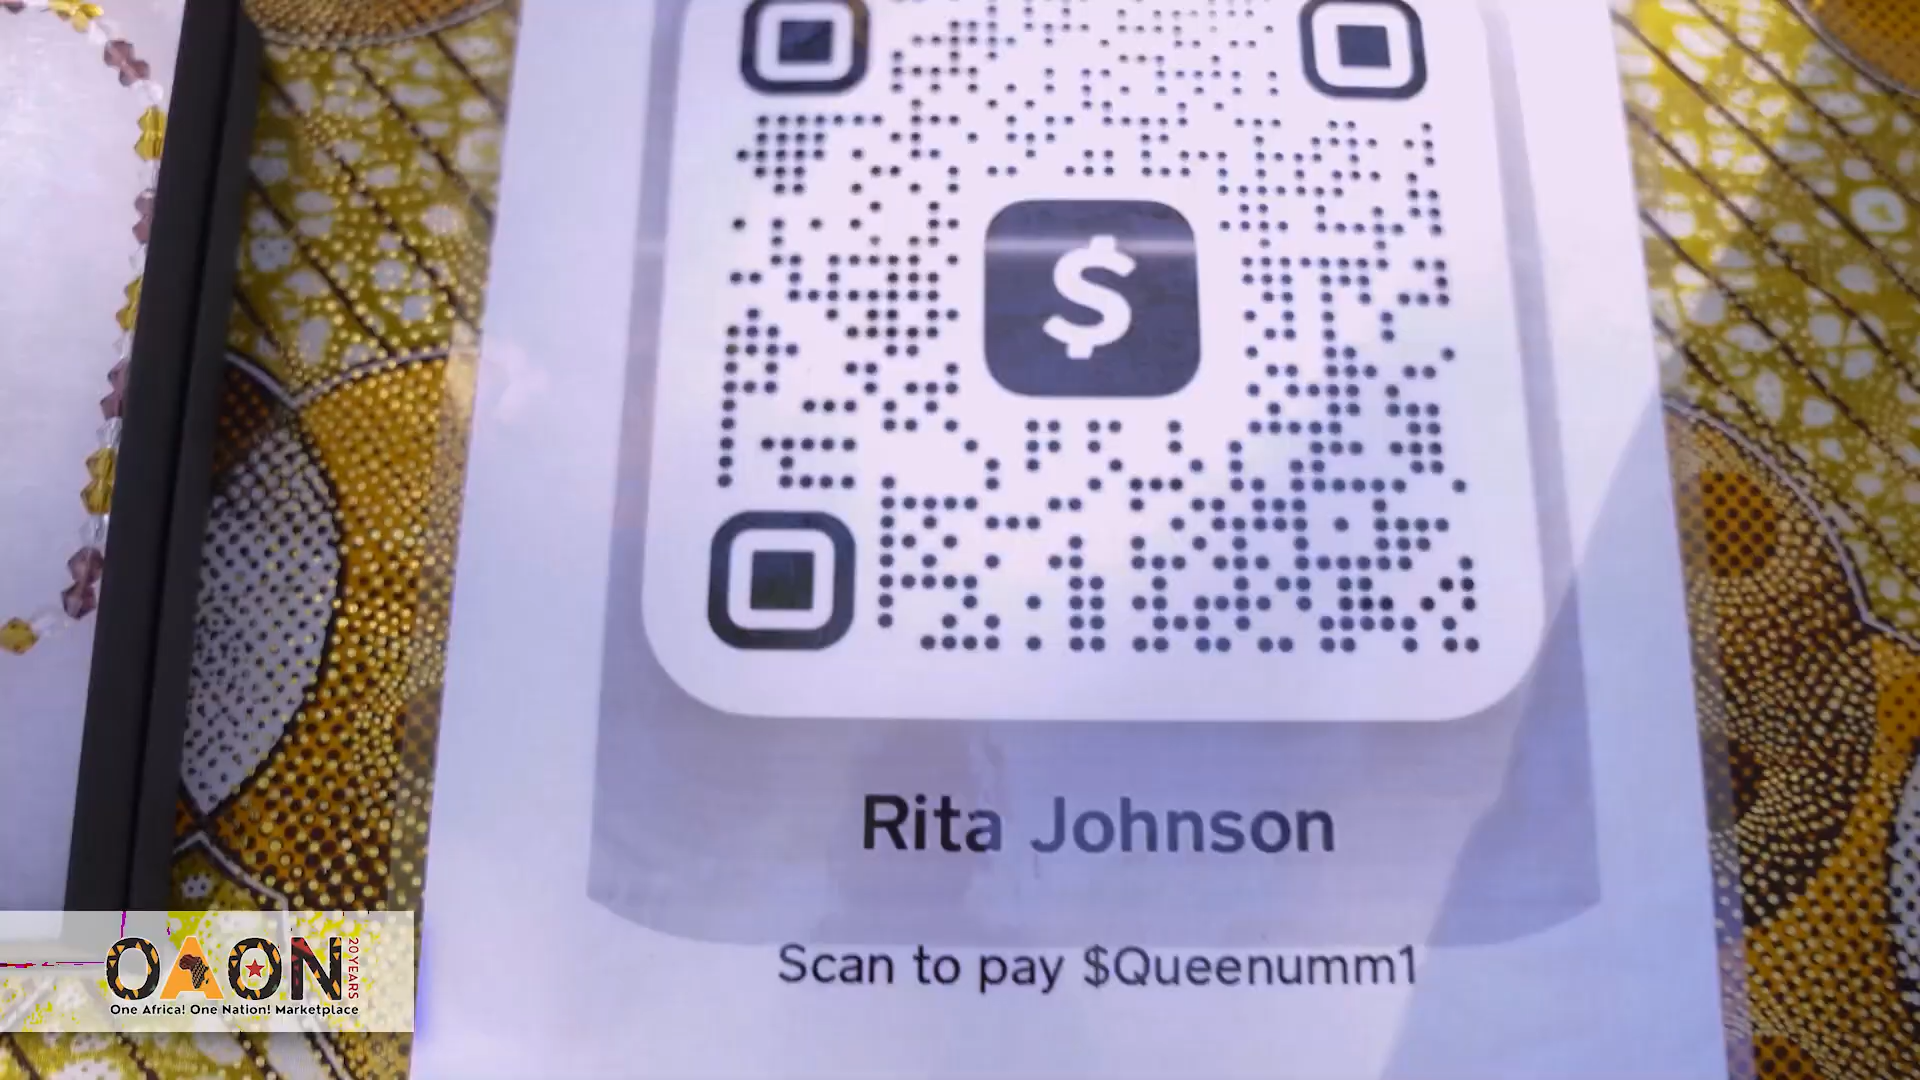 $
Rita Johnson
Scan to pay $Queenumm1
OAON
20 YEARS
One Africa! One Nation! Marketplace